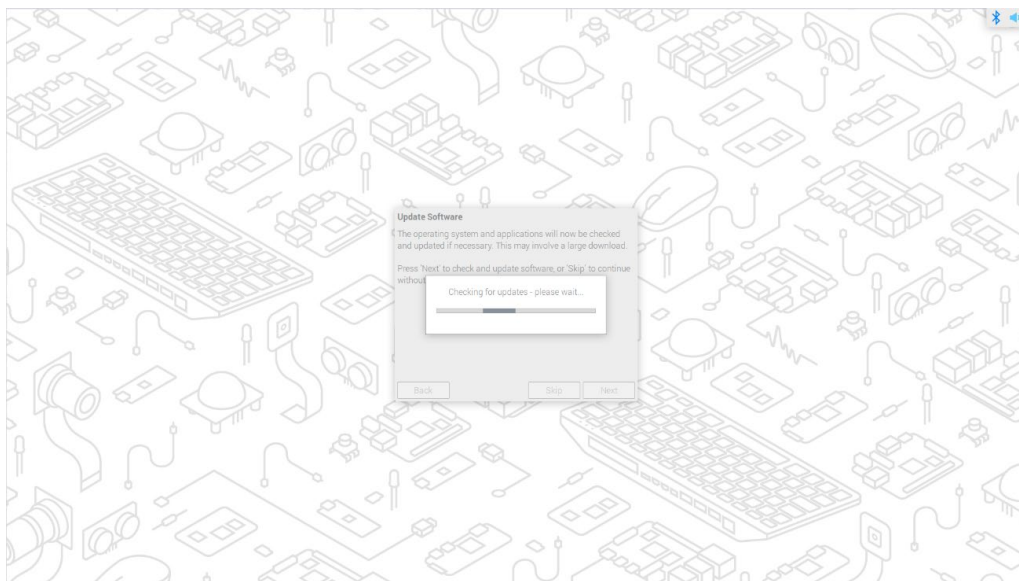 Update Software
The operating system and applications will now be checked
and updated if necessary. This may involve a large download.
Press 'Next' to check and update software, or 'Skip' to continue
without
Checking for updates - please wait...
Back
Skip
Next